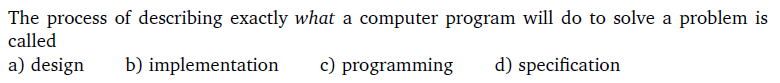 The process of describing exactly what a computer program will do to solve a problem is
called
a) design b) implementation c) programming d) specification